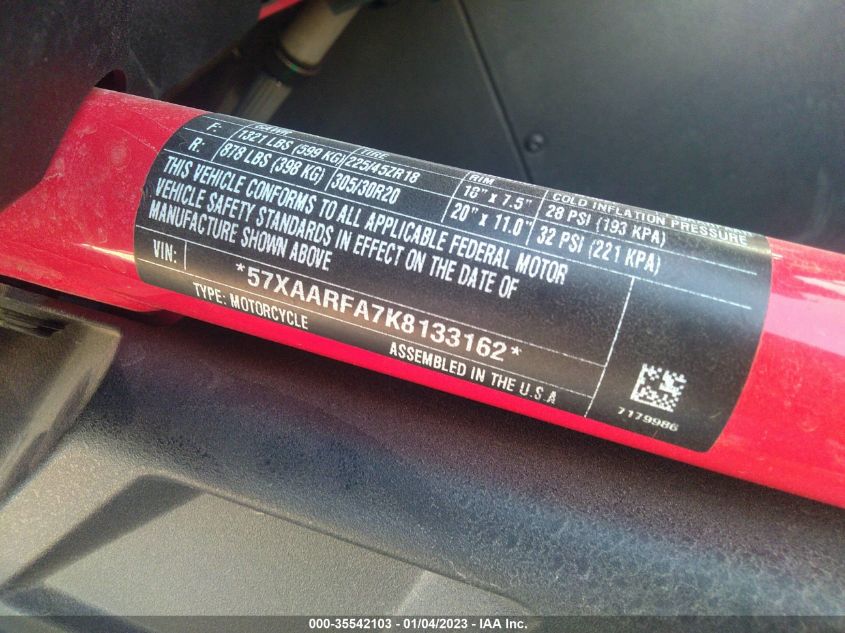 GAWR TIRE RIM COLD INFLATION PRESSURE
F: 1321 LBS (599 KG) 225/45ZR18 18" x 7.5" 28 PSI (193 KPA)
R: 878 LBS (398 KG) 305/30R20 20" x 11.0" 32 PSi (221 KPA)
THIS VEHICLE CONFORMS TO ALL APPLICABLE FEDERAL MOTOR
VEHICLE SAFETY STANDARDS IN EFFECT ON THE DATE OF
MANUFACTURE SHOWN ABOVE
VIN: *57XAARFA7K8133162*
TYPE: MOTORCYCLE
ASSEMBLED IN THE U.S.A
7179986
000-35542103 - 01/04/2023 - © IAA Inc.